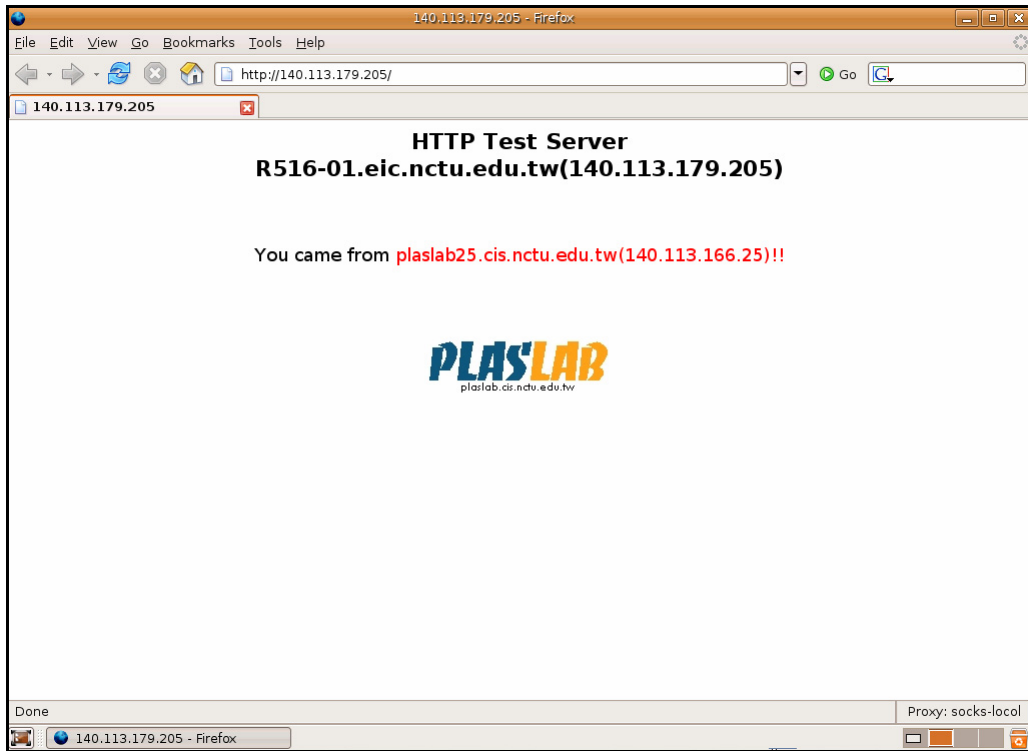 140.113.179.205 - Firefox
File Edit View Go Bookmarks Tools Help
http://140.113.179.205/ Go G
140.113.179.205
HTTP Test Server
R516-01.eic.nctu.edu.tw(140.113.179.205)
You came from plaslab25.cis.nctu.edu.tw(140.113.166.25)!!
PLASLAB
plaslab.cis.nctu.edu.tw
Done Proxy: socks-locol
140.113.179.205 - Firefox